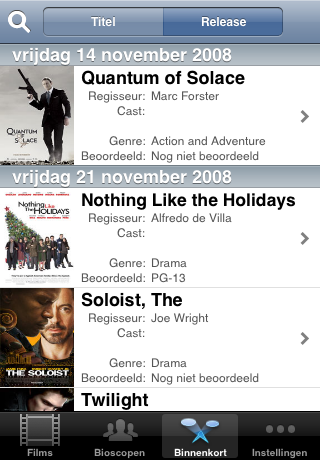 Titel Release
vrijdag 14 november 2008
Quantum of Solace
Regisseur: Marc Forster
Cast:
Genre: Action and Adventure
Beoordeeld: Nog niet beoordeeld
QUANTUM
OF SOLACE
vrijdag 21 november 2008
Nothing Like the Holidays
Regisseur: Alfredo de Villa
Cast:
Genre: Drama
Beoordeeld: PG-13
Nothing
Like the
HOLIDAYS
Soloist, The
Regisseur: Joe Wright
Cast:
Genre: Drama
Beoordeeld: Nog niet beoordeeld
THE SOLOIST
Twilight
Films Bioscopen Binnenkort Instellingen